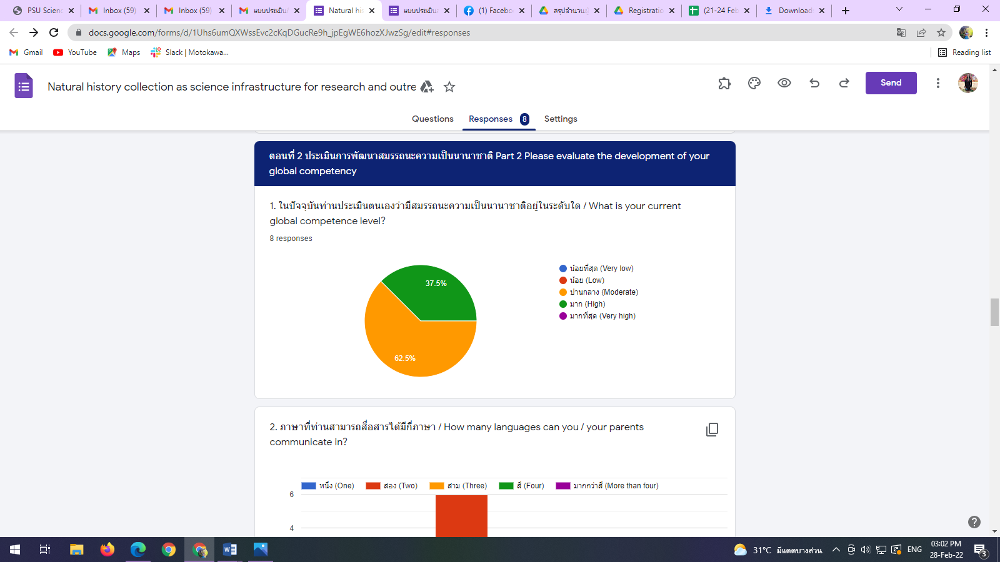 PSU Scienc
Inbox (59)
Inbox (59)
แบบประเมิน
Natural his
แบบประเมิน
(1) Facebo
สรุปจำนวนผู้
Registratio
(21-24 Feb
Download
docs.google.com/forms/d/1Uhs6umQXWssEvc2cKqDGucRe9h_jpEgWE6hozXJwzSg/edit#responses
Gmail
YouTube
Maps
Slack | Motokawa...
Reading list
Natural history collection as science infrastructure for research and outre
Send
Questions
Responses 8
Settings
ตอนที่ 2 ประเมินการพัฒนาสมรรถนะความเป็นนานาชาติ Part 2 Please evaluate the development of your
global competency
1. ในปัจจุบันท่านประเมินตนเองว่ามีสมรรถนะความเป็นนานาชาติอยู่ในระดับใด / What is your current
global competence level?
8 responses
37.5%
62.5%
น้อยที่สุด (Very low)
น้อย (Low)
ปานกลาง (Moderate)
มาก (High)
มากที่สุด (Very high)
2. ภาษาที่ท่านสามารถสื่อสารได้มีกี่ภาษา / How many languages can you / your parents
communicate in?
หนึ่ง (One)
สอง (Two)
สาม (Three)
สี่ (Four)
มากกว่าสี่ (More than four)
6
4
31°C มีแดดบางส่วน
ENG
03:02 PM
28-Feb-22
3